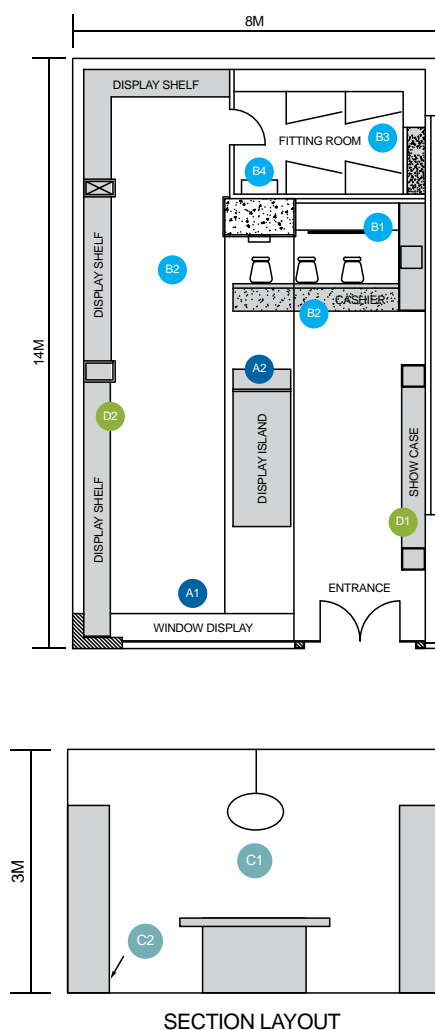 8M
DISPLAY SHELF
FITTING ROOM
B3
B4
B1
DISPLAY SHELF
B2
CASHIER
B2
14M
A2
D2
DISPLAY ISLAND
SHOW CASE
DISPLAY SHELF
D1
A1
ENTRANCE
WINDOW DISPLAY
3M
C1
C2
SECTION LAYOUT